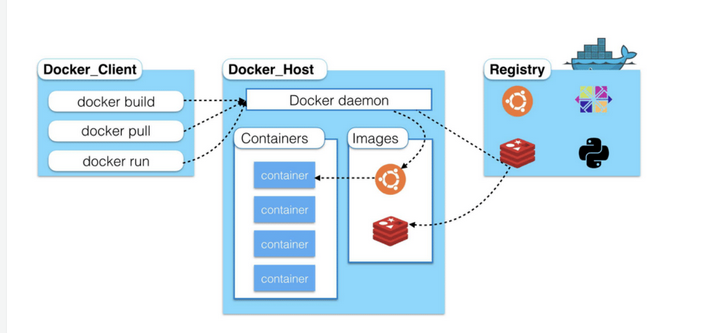 Docker_Client
docker build
docker pull
docker run
Docker_Host
Docker daemon
Containers
container
container
container
container
Images
Registry